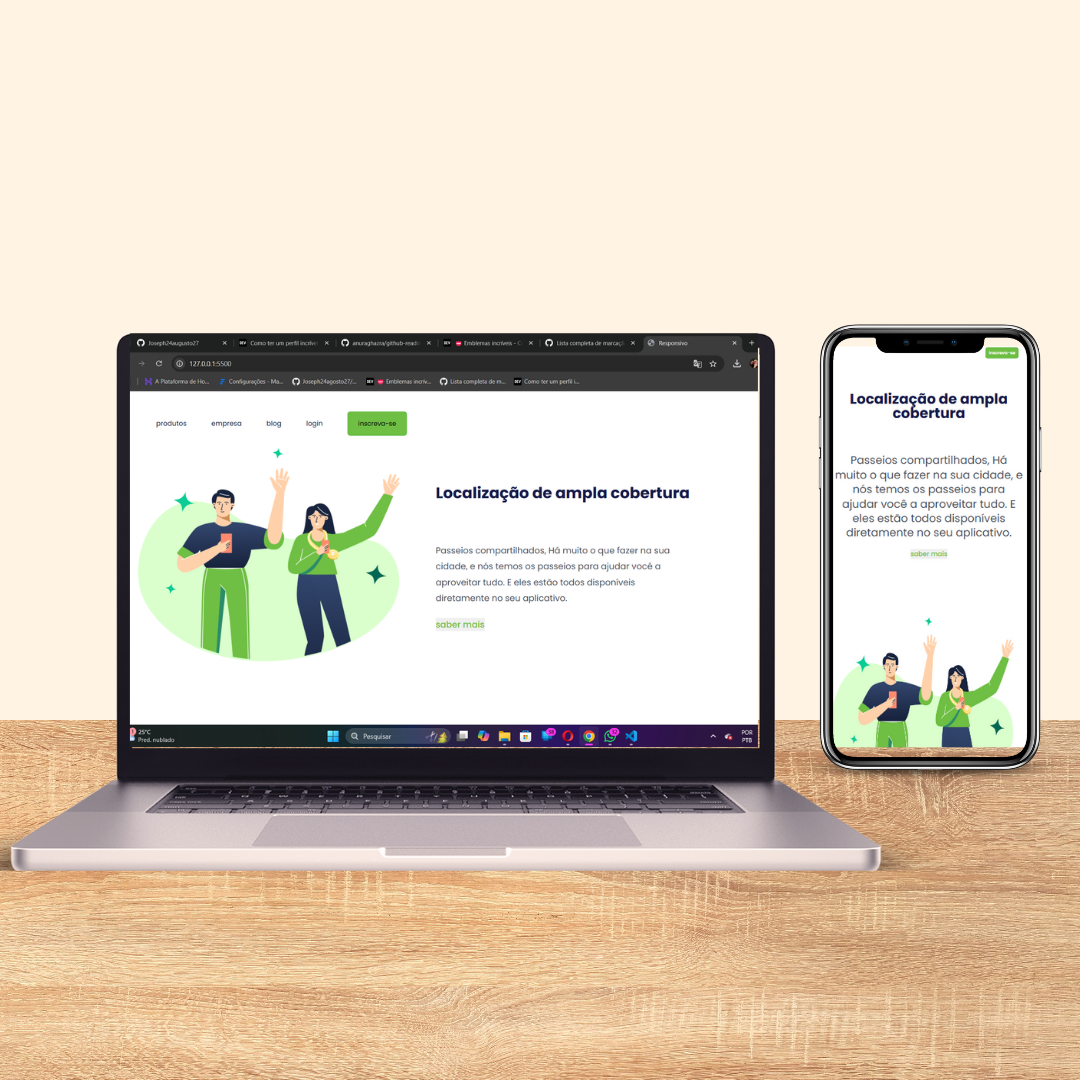 Joseph24augusto27
Como ter um perfil incríve
anuraghazra/github-reado
Emblemas incríveis -
Lista completa de marcaç
Responsivo
127.0.0.1:5500
A Plataforma de Ho...
Configurações - Ma...
Joseph24agosto27/...
Emblemas incrív...
Lista completa de m...
Como ter um perfil i...
produtos
empresa
blog
login
inscreva-se
Localização de ampla cobertura
Passeios compartilhados, Há muito o que fazer na sua
cidade, e nós temos os passeios para ajudar você a
aproveitar tudo. E eles estão todos disponíveis
diretamente no seu aplicativo.
saber mais
25°C
Pred. nublado
Pesquisar
POR
PTB
inscreva-se
Localização de ampla
cobertura
Passeios compartilhados, Há
muito o que fazer na sua cidade, e
nós temos os passeios para
ajudar você a aproveitar tudo. E
eles estão todos disponíveis
diretamente no seu aplicativo.
saber mais